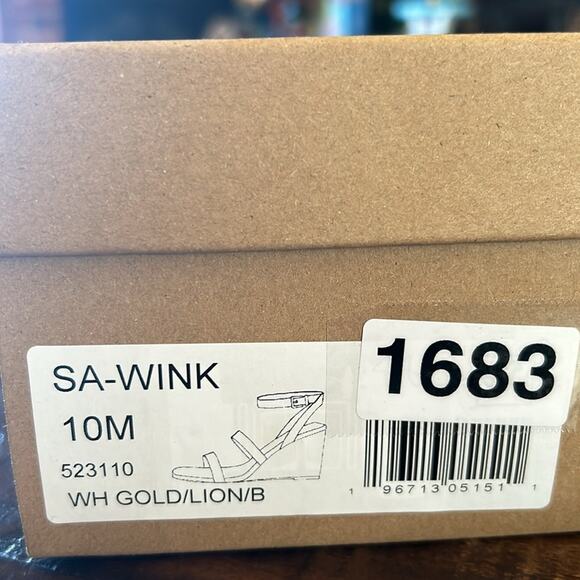 SA-WINK
10M
523110
WH GOLD/LION/B
1683
1 96713 05151 1